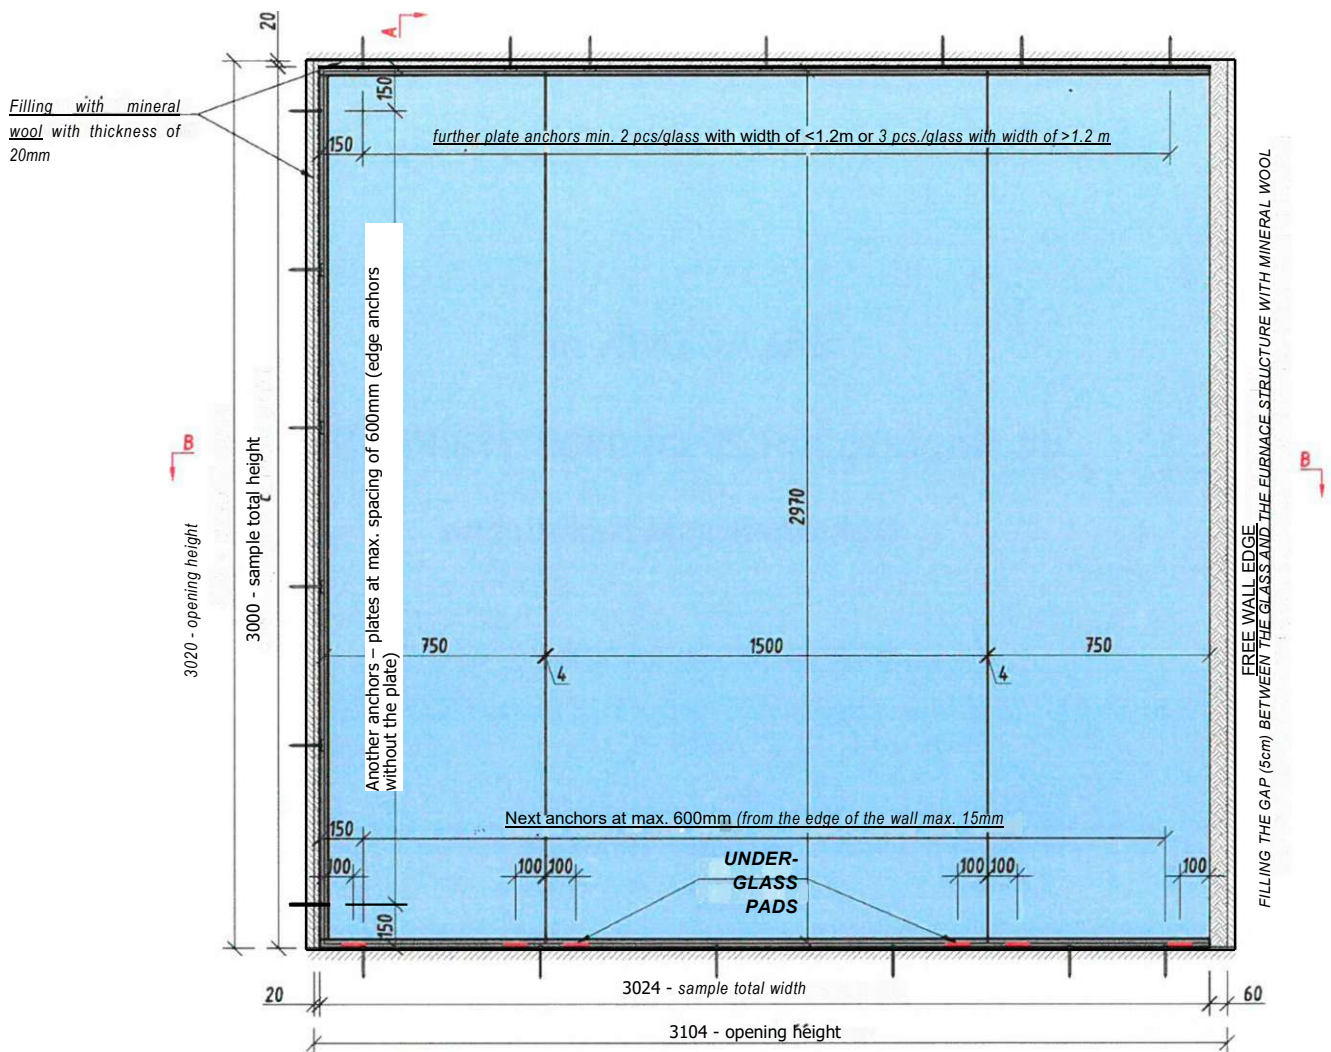 20
A
Filling with mineral
wool with thickness of
20mm
150
150
further plate anchors min. 2 pcs/glass with width of <1.2m or 3 pcs./glass with width of >1.2 m
Another anchors – plates at max. spacing of 600mm (edge anchors
without the plate)
B
3020 - opening height
3000 - sample total height
2970
B
FREE WALL EDGE
FILLING THE GAP (5cm) BETWEEN THE GLASS AND THE FURNACE STRUCTURE WITH MINERAL WOOL
750
1500
750
4
4
Next anchors at max. 600mm (from the edge of the wall max. 15mm
150
100
100
100
UNDER-
GLASS
PADS
100
100
100
150
20
3024 - sample total width
60
3104 - opening height